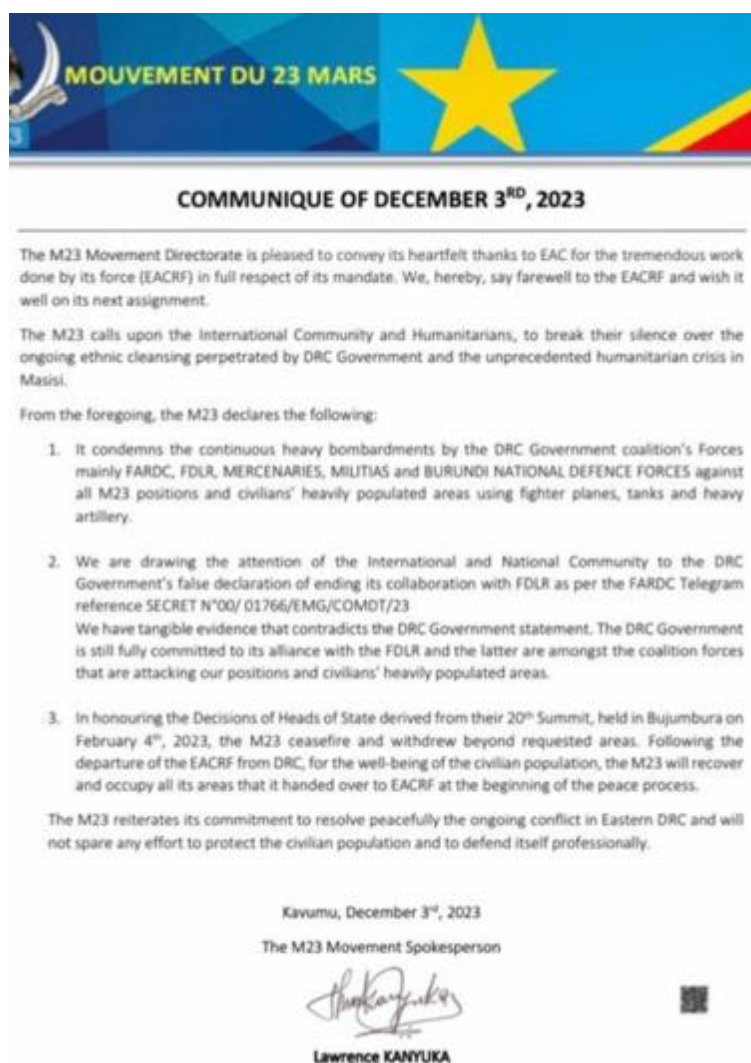 MOUVEMENT DU 23 MARS
COMMUNIQUE OF DECEMBER 3RD, 2023
The M23 Movement Directorate is pleased to convey its heartfelt thanks to EAC for the tremendous work
done by its force (EACRF) in full respect of its mandate. We, hereby, say farewell to the EACRF and wish it
well on its next assignment.
The M23 calls upon the International Community and Humanitarians, to break their silence over the
ongoing ethnic cleansing perpetrated by DRC Government and the unprecedented humanitarian crisis in
Masisi.
From the foregoing, the M23 declares the following:
1. It condemns the continuous heavy bombardments by the DRC Government coalition's Forces
mainly FARDC, FDLR, MERCENARIES, MILITIAS and BURUNDI NATIONAL DEFENCE FORCES against
all M23 positions and civilians' heavily populated areas using fighter planes, tanks and heavy
artillery.
2. We are drawing the attention of the International and National Community to the DRC
Government's false declaration of ending its collaboration with FDLR as per the FARDC Telegram
reference SECRET N°00/ 01766/EMG/COMDT/23
We have tangible evidence that contradicts the DRC Government statement. The DRC Government
is still fully committed to its alliance with the FDLR and the latter are amongst the coalition forces
that are attacking our positions and civilians' heavily populated areas.
3. In honouring the Decisions of Heads of State derived from their 20th Summit, held in Bujumbura on
February 4th, 2023, the M23 ceasefire and withdrew beyond requested areas. Following the
departure of the EACRF from DRC, for the well-being of the civilian population, the M23 will recover
and occupy all its areas that it handed over to EACRF at the beginning of the peace process.
The M23 reiterates its commitment to resolve peacefully the ongoing conflict in Eastern DRC and will
not spare any effort to protect the civilian population and to defend itself professionally.
Kavumu, December 3rd, 2023
The M23 Movement Spokesperson
Lawrence KANYUKA